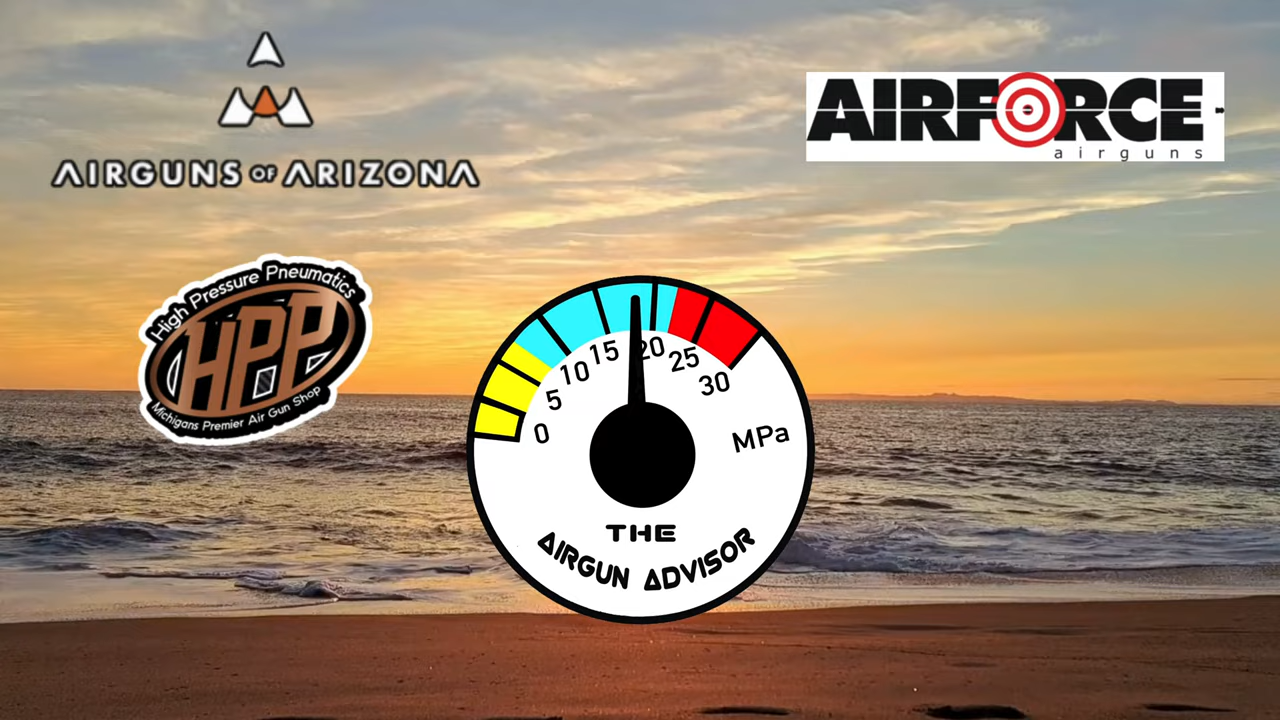 AIRGUNS OF ARIZONA
AIRFORCE
airguns
High Pressure Pneumatics
HPP
Michigans Premier Air Gun Shop
0
5
10
15
20
25
30
MPa
THE
AIRGUN ADVISOR